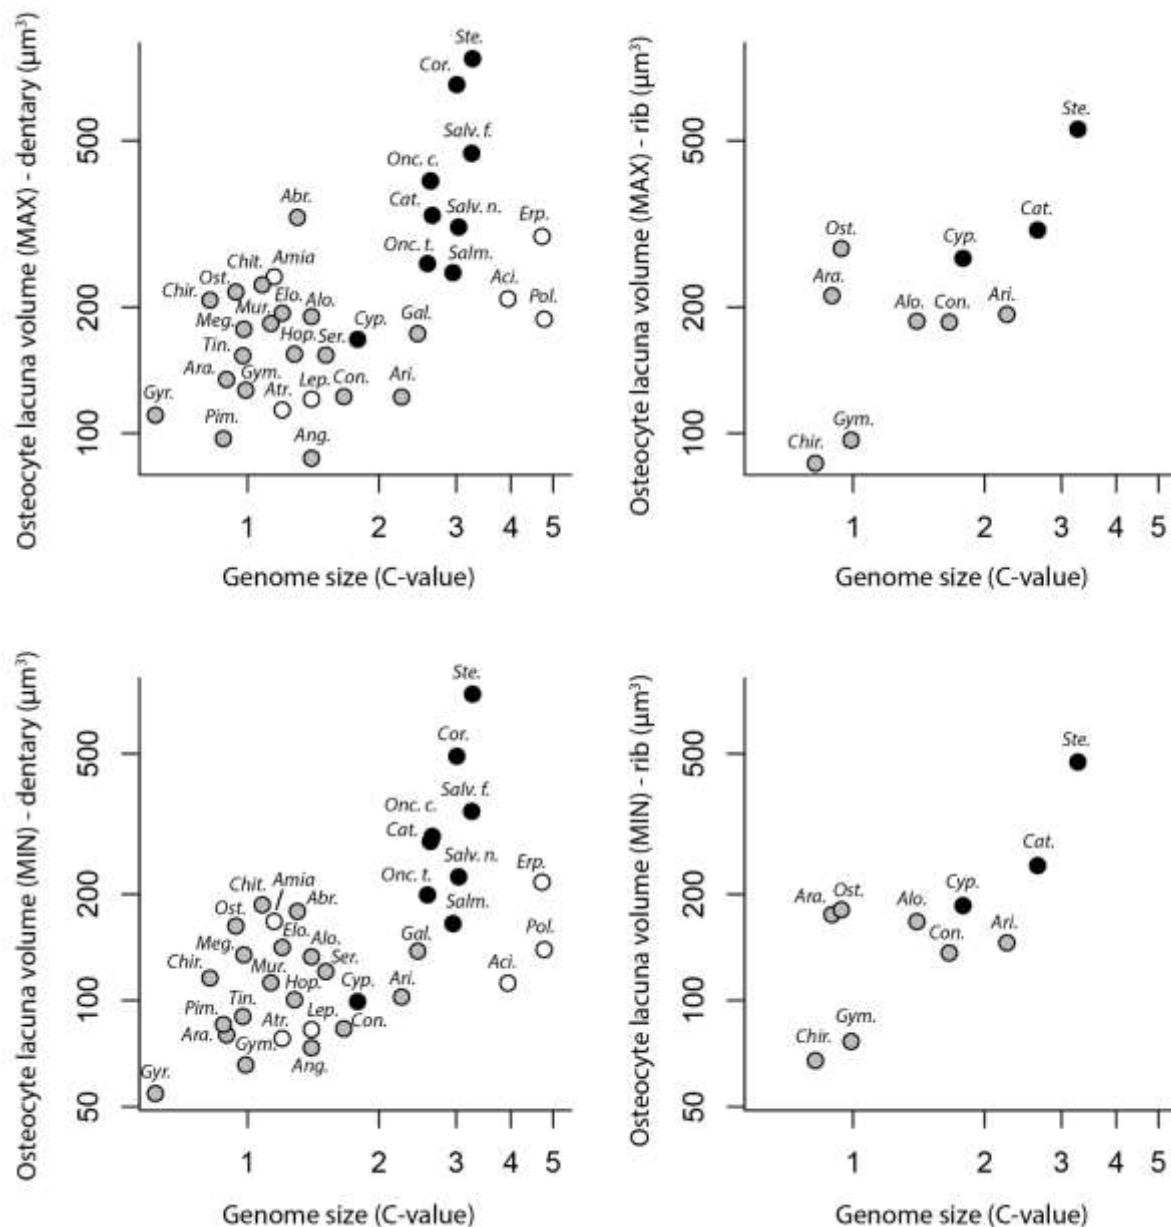 Osteocyte lacuna volume (MAX) - dentary (µm³)
500
200
100
Ste.
Cor.
Salv. f.
Onc. c.
Cat.
Salv. n.
Erp.
Abr.
Onc. t.
Salm.
Chit.
Amia
Aci.
Pol.
Chir.
Ost.
Elo.
Mur.
Alo.
Gal.
Meg.
Cyp.
Hop.
Ser.
Tin.
Ara.
Gym.
Atr.
Lep.
Con.
Ari.
Gyr.
Pim.
Ang.
1 2 3 4 5
Genome size (C-value)
Osteocyte lacuna volume (MAX) - rib (µm³)
500
200
100
Ste.
Cat.
Ost.
Cyp.
Ara.
Alo.
Con.
Ari.
Gym.
Chir.
1 2 3 4 5
Genome size (C-value)
Osteocyte lacuna volume (MIN) - dentary (µm³)
500
200
100
50
Ste.
Cor.
Salv. f.
Onc. c.
Cat.
Salv. n.
Erp.
Onc. t.
Chit.
Amia
Abr.
Salm.
Ost.
Elo.
Alo.
Gal.
Pol.
Meg.
Ser.
Chir.
Mur.
Hop.
Cyp.
Ari.
Aci.
Pim.
Tin.
Lep.
Ara.
Gym.
Atr.
Con.
Ang.
Gyr.
1 2 3 4 5
Genome size (C-value)
Osteocyte lacuna volume (MIN) - rib (µm³)
500
200
100
50
Ste.
Cat.
Ara.
Ost.
Alo.
Cyp.
Con.
Ari.
Gym.
Chir.
1 2 3 4 5
Genome size (C-value)